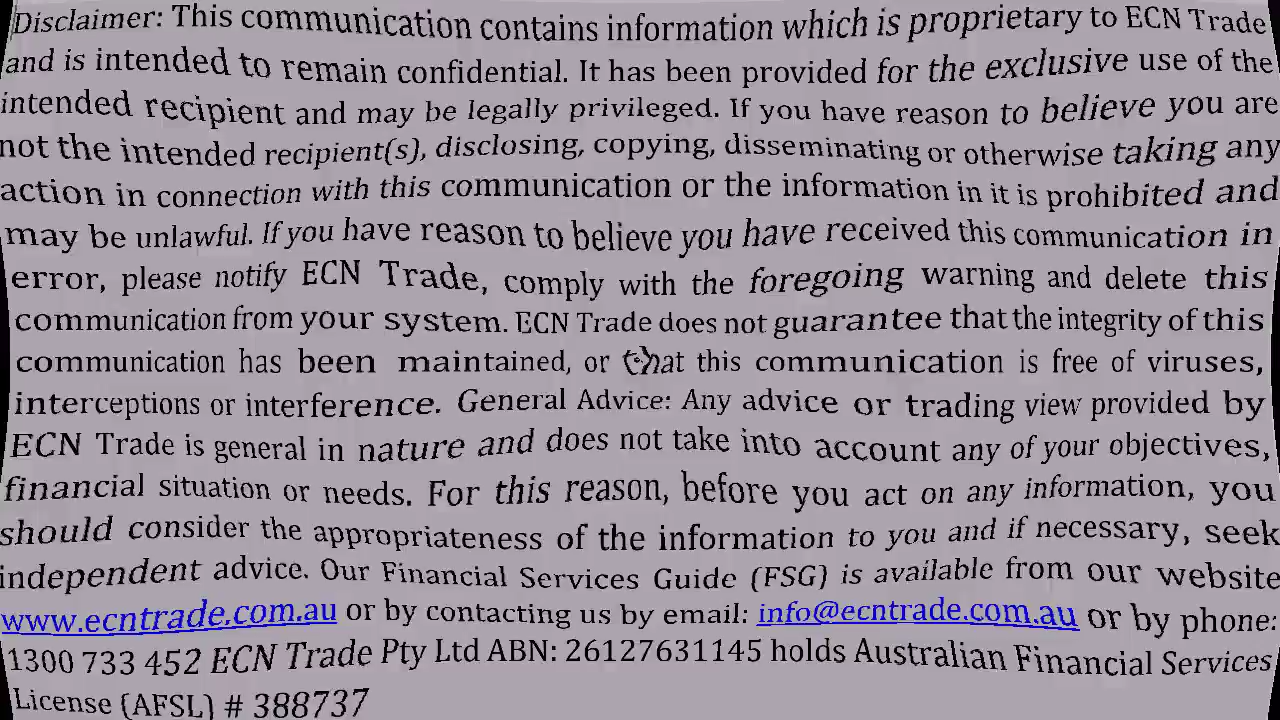 Disclaimer: This communication contains information which is proprietary to ECN Trade
and is intended to remain confidential. It has been provided for the exclusive use of the
intended recipient and may be legally privileged. If you have reason to believe you are
not the intended recipient(s), disclosing, copying, disseminating or otherwise taking any
action in connection with this communication or the information in it is prohibited and
may be unlawful. If you have reason to believe you have received this communication in
error, please notify ECN Trade, comply with the foregoing warning and delete this
communication from your system. ECN Trade does not guarantee that the integrity of this
communication has been maintained, or that this communication is free of viruses,
interceptions or interference. General Advice: Any advice or trading view provided by
ECN Trade is general in nature and does not take into account any of your objectives,
financial situation or needs. For this reason, before you act on any information, you
should consider the appropriateness of the information to you and if necessary, seek
independent advice. Our Financial Services Guide (FSG) is available from our website
www.ecntrade.com.au or by contacting us by email: info@ecntrade.com.au or by phone:
1300 733 452 ECN Trade Pty Ltd ABN: 26127631145 holds Australian Financial Services
License (AFSL) # 388737